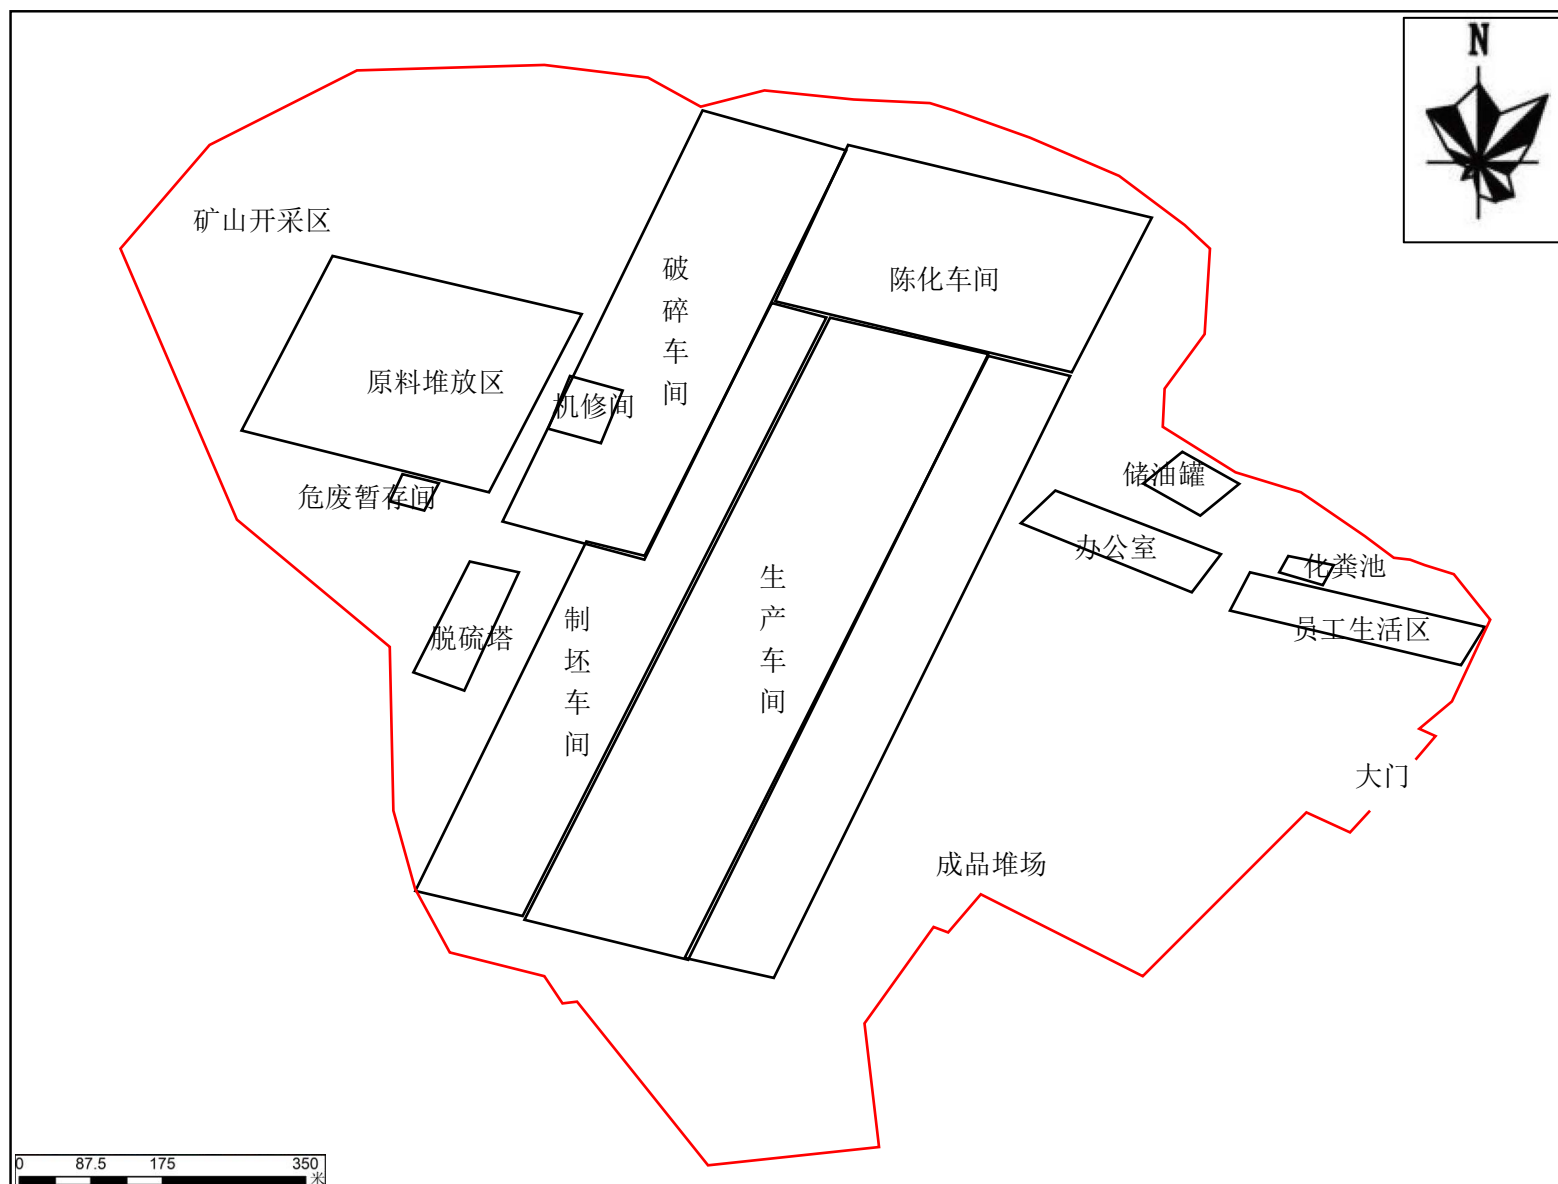 N
矿山开采区
破碎车间
陈化车间
原料堆放区
机修间
储油罐
危废暂存间
办公室
化粪池
生产车间
制坯车间
员工生活区
脱硫塔
大门
成品堆场
0 87.5 175 350
米